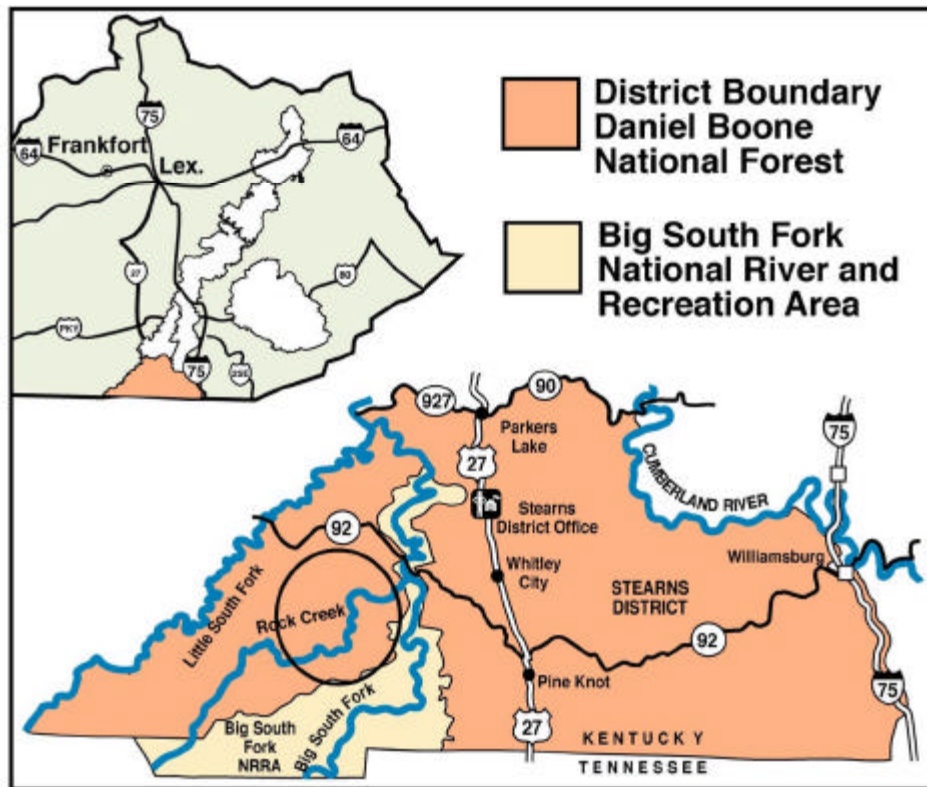 District Boundary
Daniel Boone
National Forest
Big South Fork
National River and
Recreation Area
75
64
Frankfort
64
Lex.
27
80
PKY
75
25E
927
90
Parkers
Lake
27
75
CUMBERLAND RIVER
Stearns
District Office
92
Whitley
City
Williamsburg
STEARNS
DISTRICT
Little South Fork
Rock Creek
92
Pine Knot
75
Big South
Fork
NRRA
Big South Fork
27
KENTUCKY
TENNESSEE